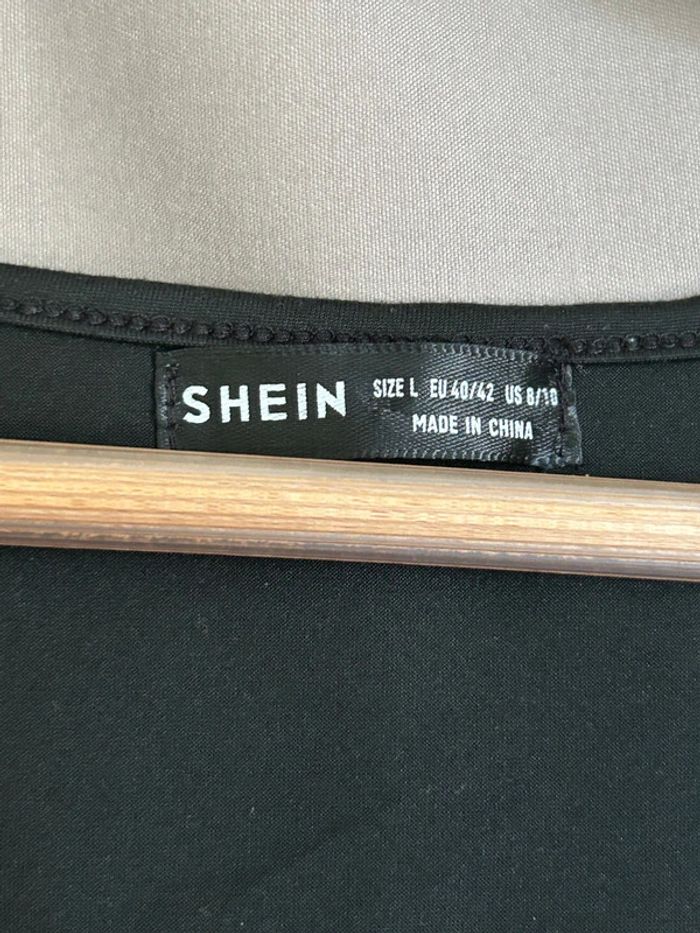 SHEIN
SIZE L EU 40/42 US 8/10
MADE IN CHINA